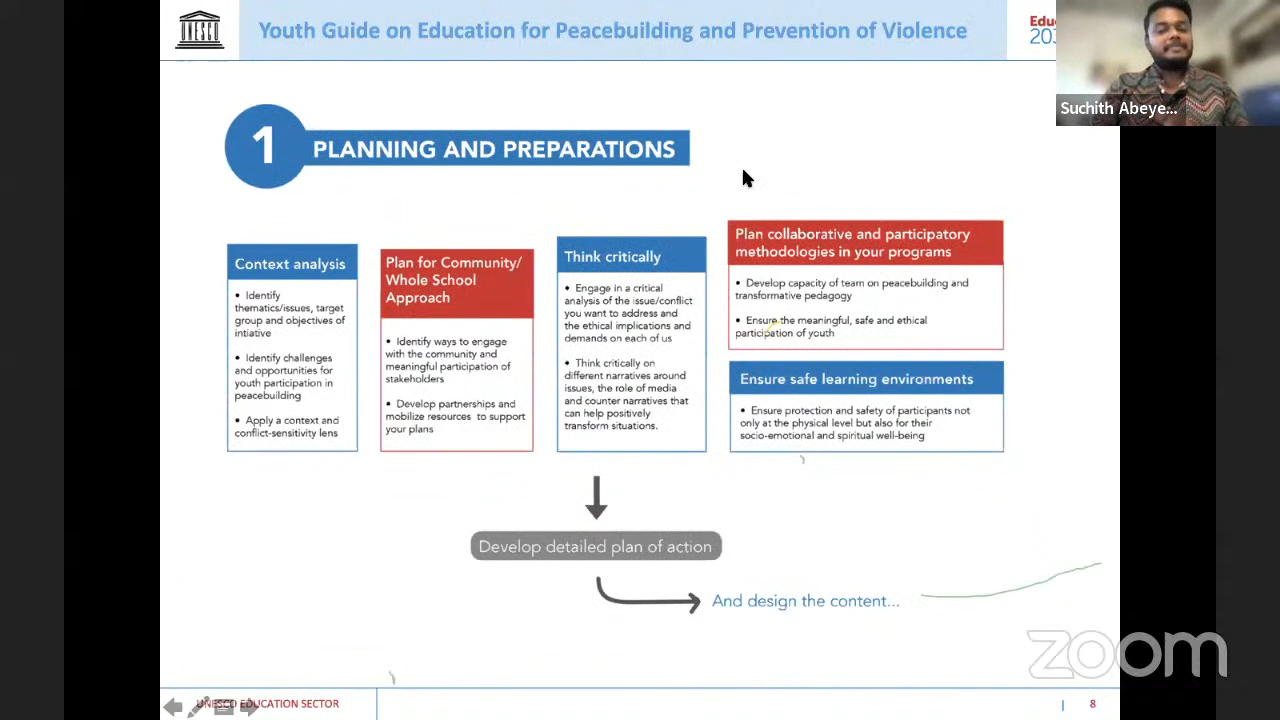 UNESCO
Youth Guide on Education for Peacebuilding and Prevention of Violence
Suchith Abeye...
1
PLANNING AND PREPARATIONS
Context analysis
• Identify
thematics/issues, target
group and objectives of
intiative
• Identify challenges
and opportunities for
youth participation in
peacebuilding
• Apply a context and
conflict-sensitivity lens
Plan for Community/
Whole School
Approach
• Identify ways to engage
with the community and
meaningful participation of
stakeholders
• Develop partnerships and
mobilize resources to support
your plans
Think critically
• Engage in a critical
analysis of the issue/conflict
you want to address and
the ethical implications and
demands on each of us
• Think critically on
different narratives around
issues, the role of media
and counter narratives that
can help positively
transform situations.
Plan collaborative and participatory
methodologies in your programs
• Develop capacity of team on peacebuilding and
transformative pedagogy
• Ensure the meaningful, safe and ethical
participation of youth
Ensure safe learning environments
• Ensure protection and safety of participants not
only at the physical level but also for their
socio-emotional and spiritual well-being
Develop detailed plan of action
And design the content...
zoom
UNESCO EDUCATION SECTOR
8